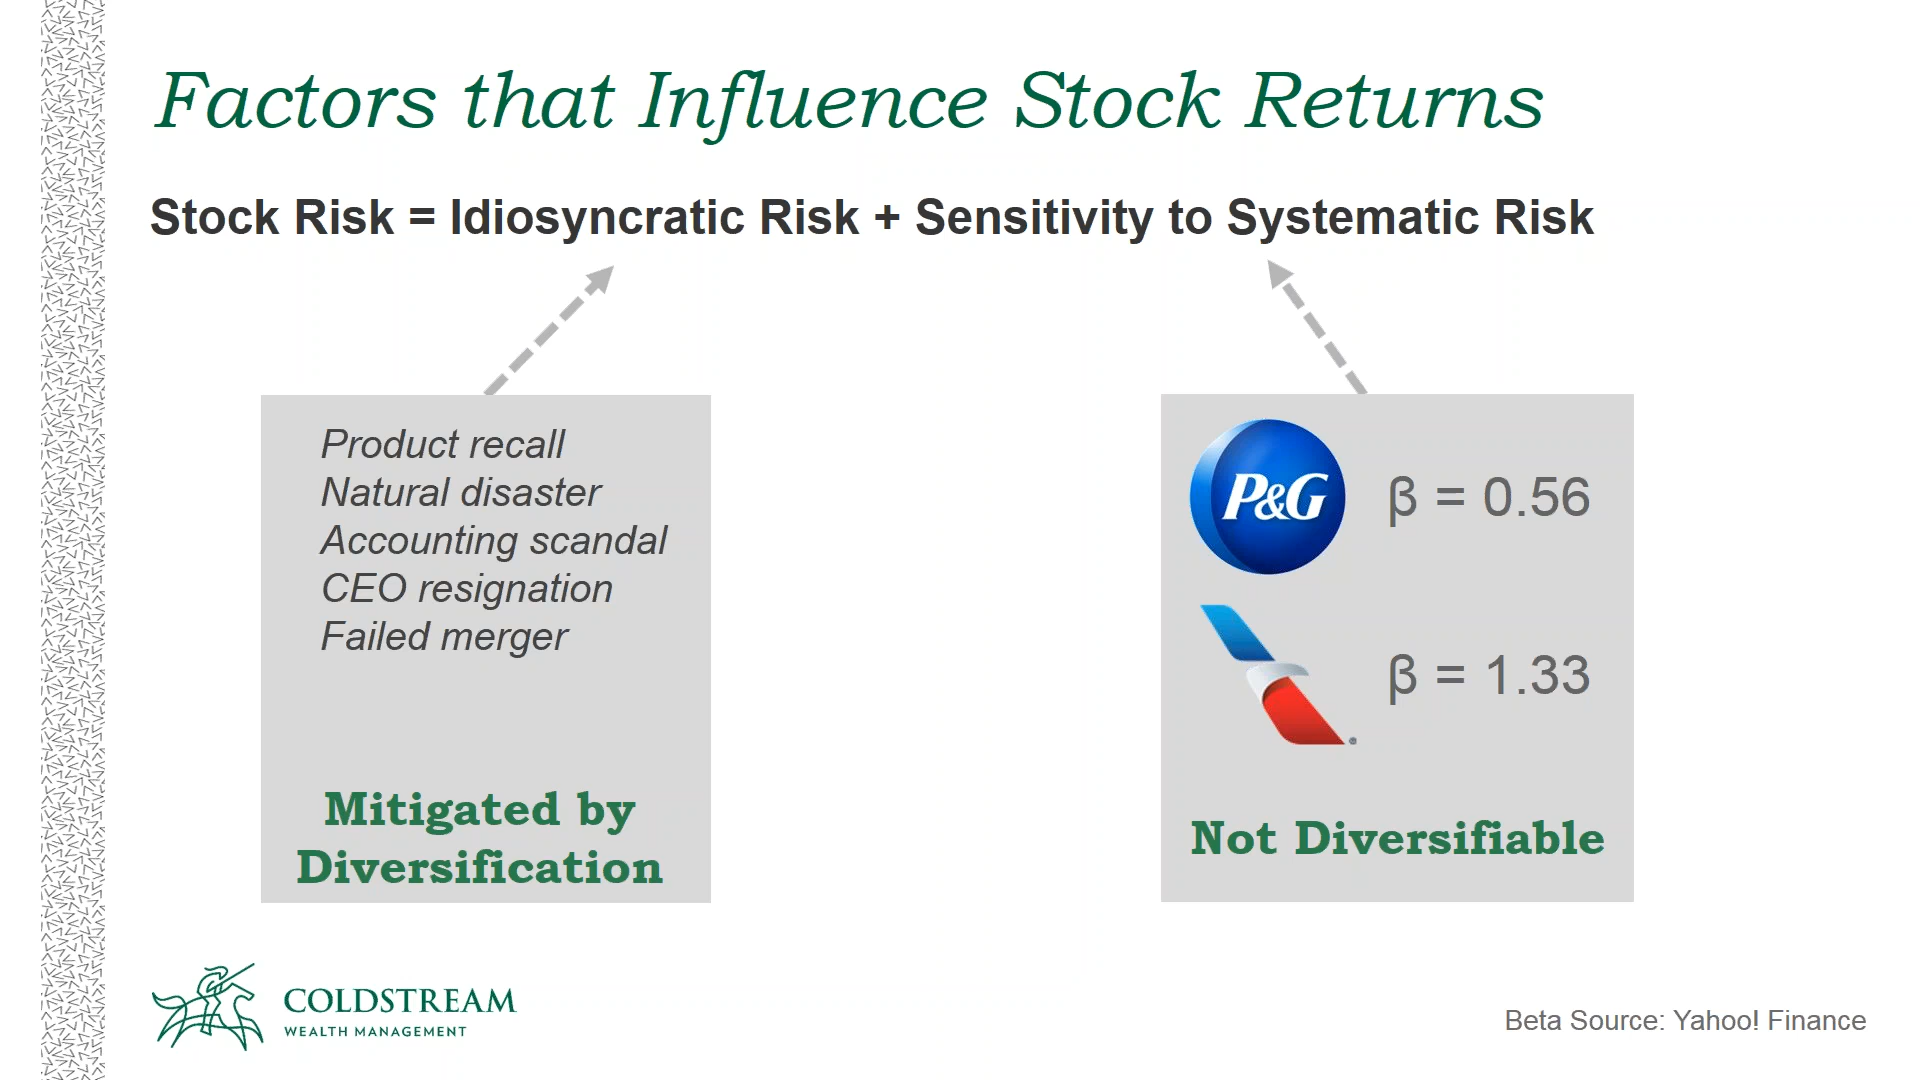 Factors that Influence Stock Returns
Stock Risk = Idiosyncratic Risk + Sensitivity to Systematic Risk
Product recall
Natural disaster
Accounting scandal
CEO resignation
Failed merger
Mitigated by
Diversification
P&G
β = 0.56
β = 1.33
Not Diversifiable
COLDSTREAM
WEALTH MANAGEMENT
Beta Source: Yahoo! Finance